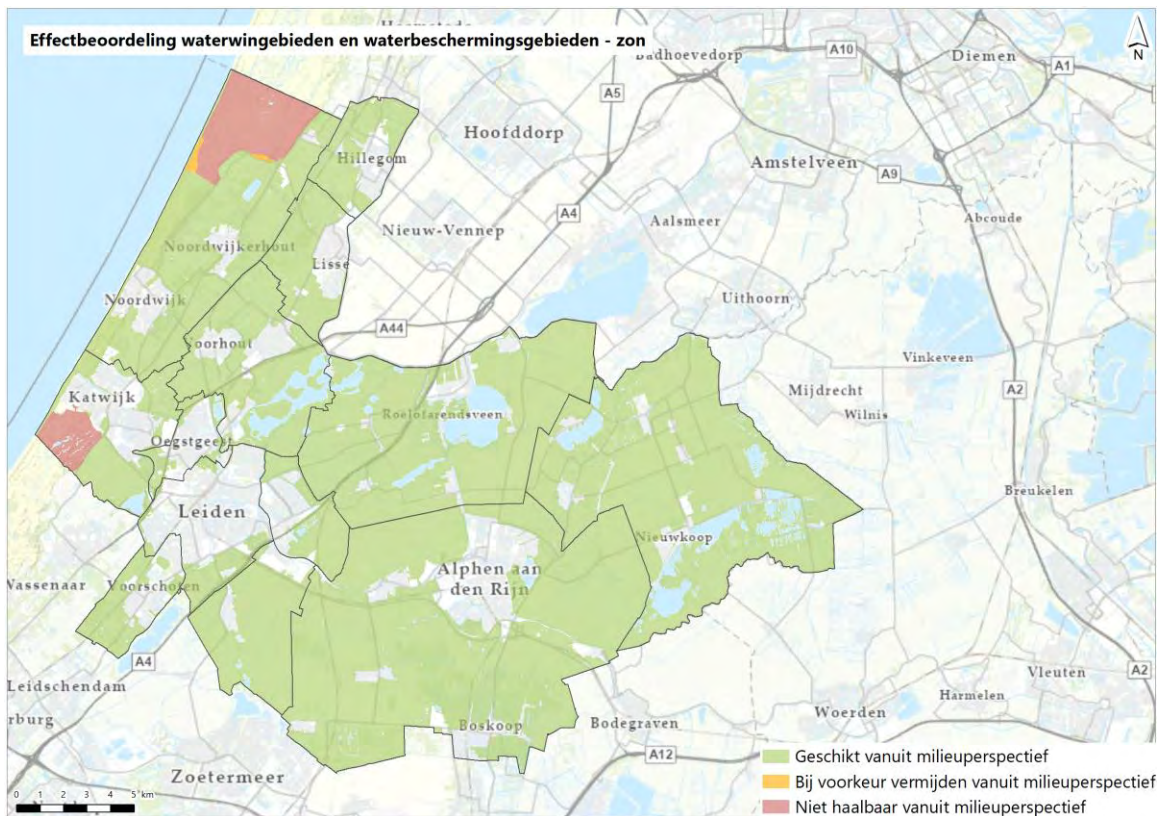 Effectbeoordeling waterwingebieden en waterbeschermingsgebieden - zon
Heemstede
Badhoevedorp
A10
Diemen
A1
N
A5
Hoofddorp
Hillegom
Amstelveen
A9
Abcoude
A4
Nieuw-Vennep
Aalsmeer
Noordwijkerhout
Lisse
Uithoorn
Noordwijk
A44
Voorhout
Vinkeveen
A2
Katwijk
Mijdrecht
Wilnis
Roelofarendsveen
Oegstgeest
Breukelen
Leiden
Nieuwkoop
Alphen aan
den Rijn
Wassenaar
Voorschoten
A4
Leidschendam
Vleuten
A2
Harmelen
rburg
Boskoop
Bodegraven
Woerden
A12
Zoetermeer
Geschikt vanuit milieuperspectief
Bij voorkeur vermijden vanuit milieuperspectief
Niet haalbaar vanuit milieuperspectief
0 1 2 3 4 5 km